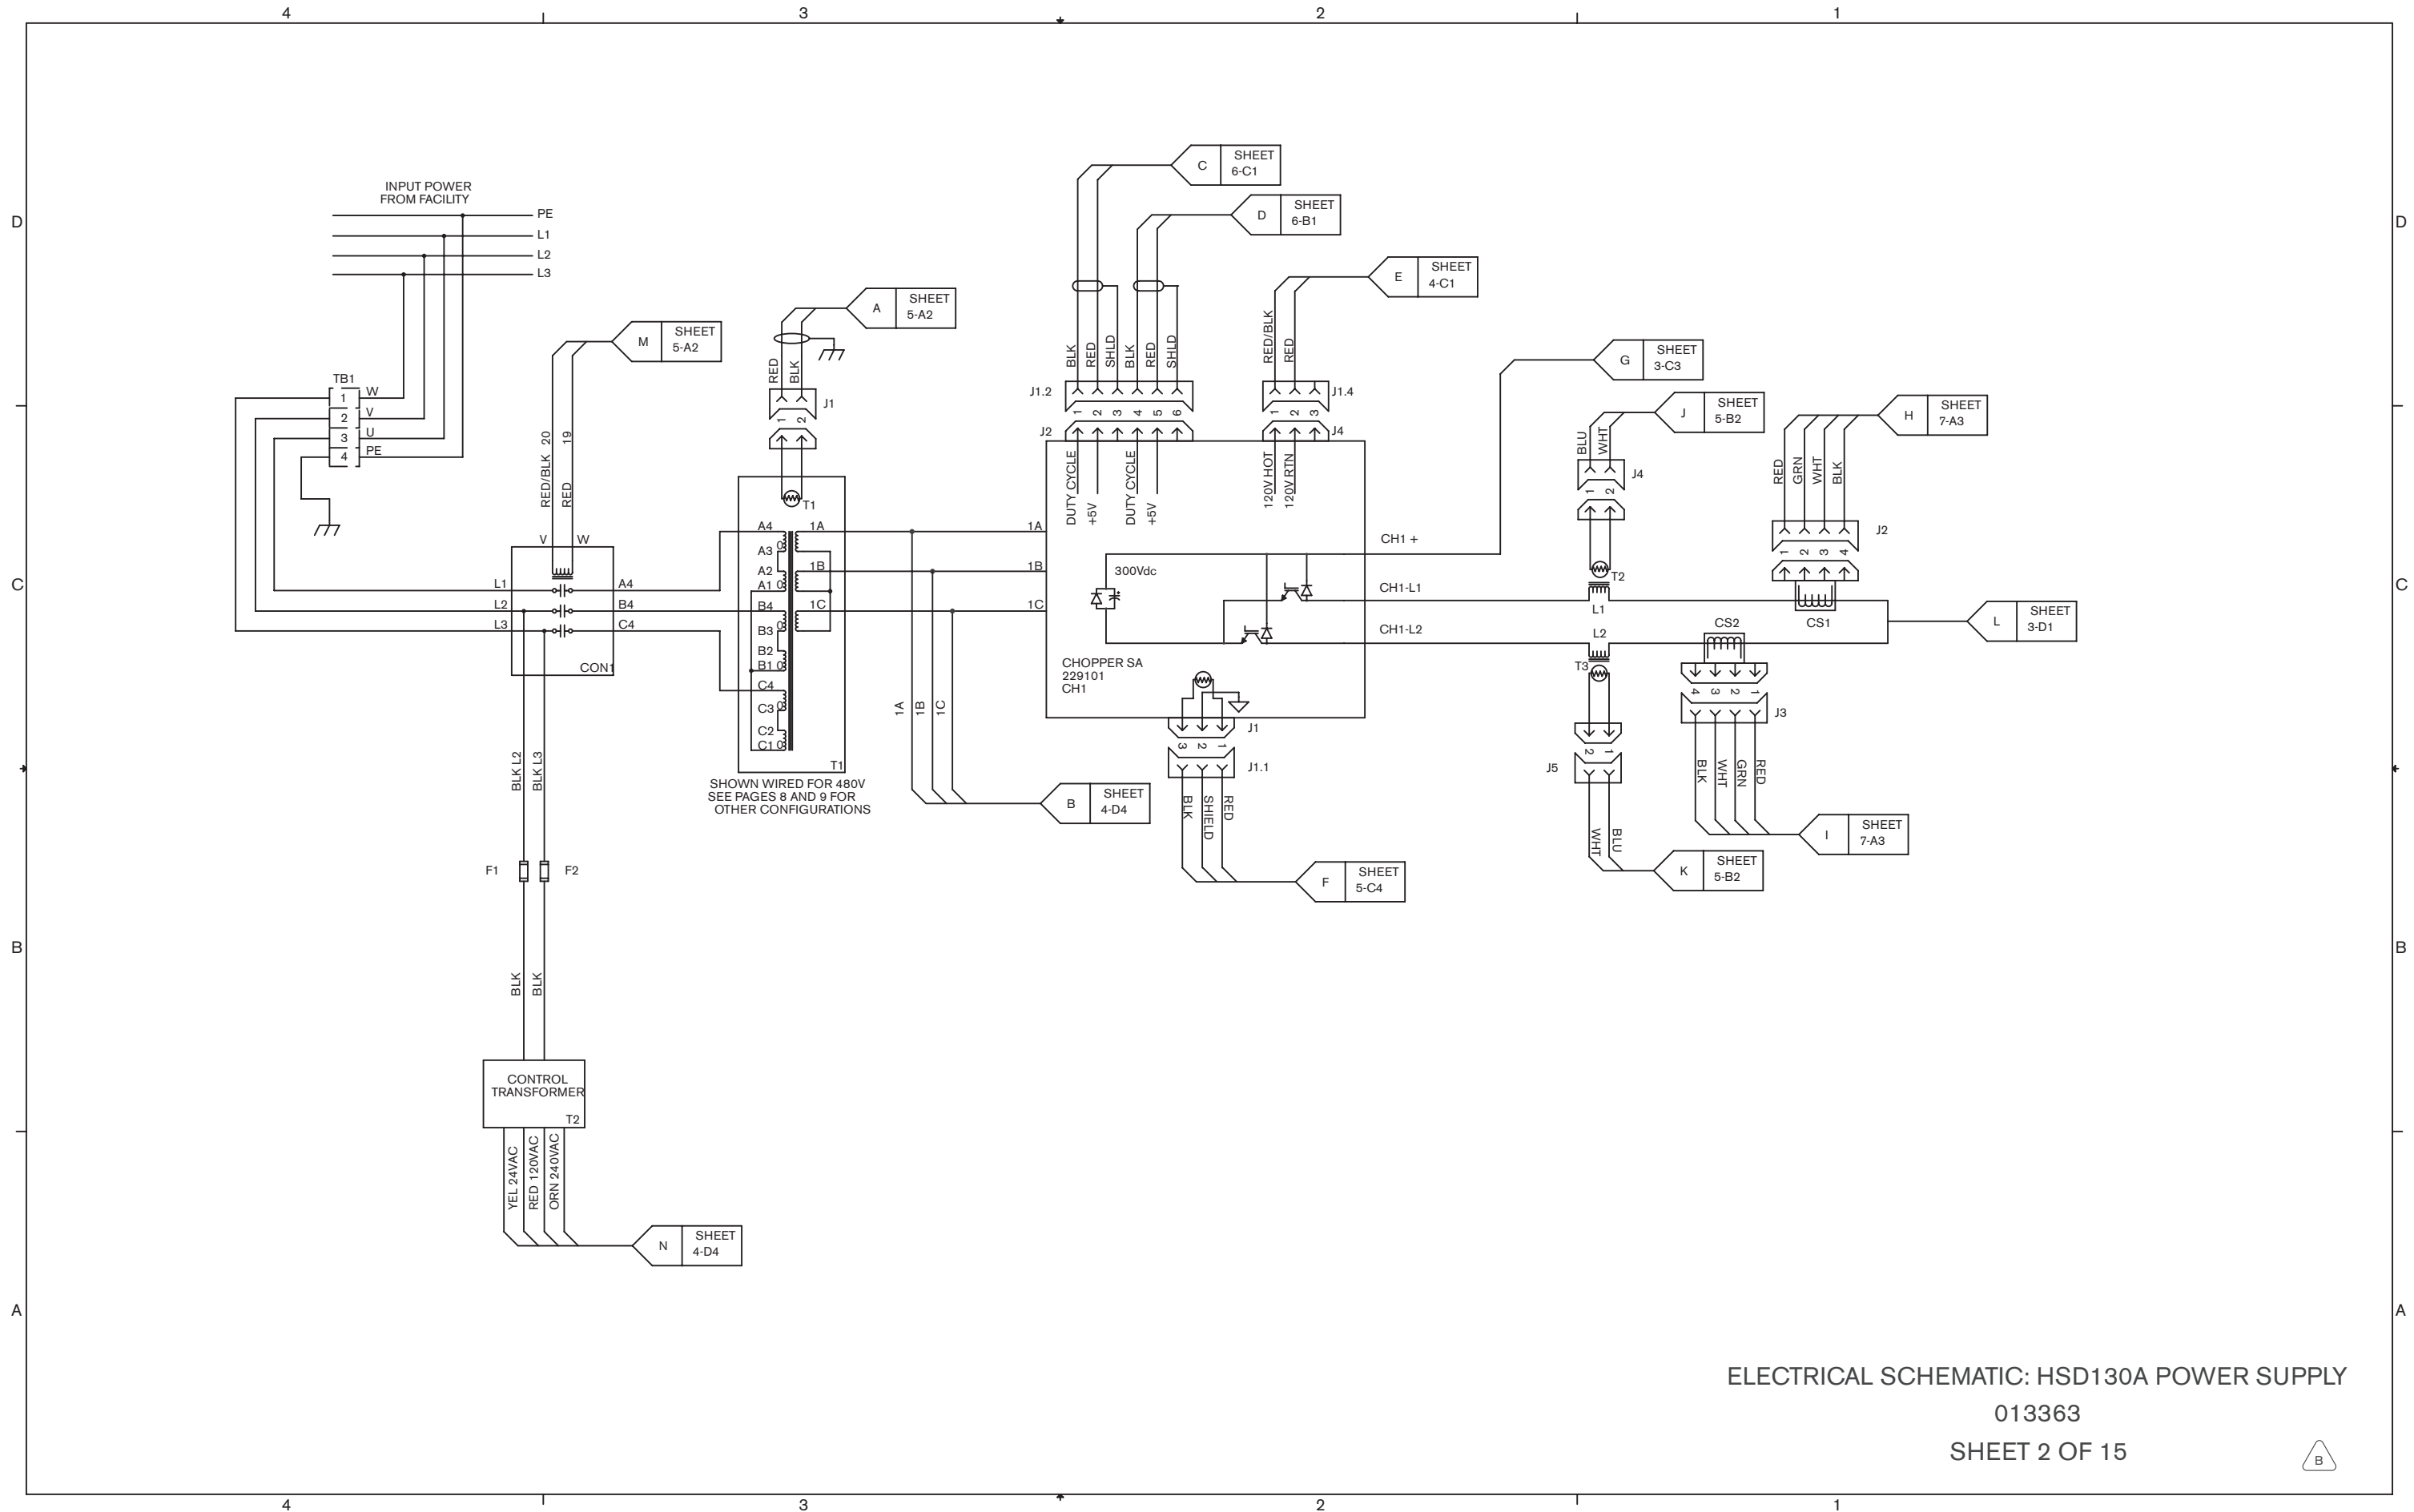 4 3 2 1
D D
C C
B B
A A
INPUT POWER
FROM FACILITY
PE
L1
L2
L3
TB1
1 W
2 V
3 U
4 PE
M SHEET
5-A2
RED/BLK 20
RED 19
V W
L1 A4
L2 B4
L3 C4
CON1
A SHEET
5-A2
RED
BLK
J1
1 2
T1
A4 1A
A3
A2 1B
A1
B4 1C
B3
B2
B1
C4
C3
C2
C1
T1
SHOWN WIRED FOR 480V
SEE PAGES 8 AND 9 FOR
OTHER CONFIGURATIONS
1A
1B
1C
B SHEET
4-D4
C SHEET
6-C1
D SHEET
6-B1
E SHEET
4-C1
BLK
RED
SHLD
BLK
RED
SHLD
J1.2
1 2 3 4 5 6
J2
RED/BLK
RED
J1.4
1 2 3
J4
DUTY CYCLE
+5V
DUTY CYCLE
+5V
120V HOT
120V RTN
1A
1B
1C
300Vdc
CH1 +
CH1-L1
CH1-L2
CHOPPER SA
229101
CH1
J1
3 2 1
J1.1
BLK
SHIELD
RED
F SHEET
5-C4
G SHEET
3-C3
J SHEET
5-B2
BLU
WHT
J4
1 2
T2
L1
L2
T3
2 1
J5
WHT
BLU
K SHEET
5-B2
H SHEET
7-A3
RED
GRN
WHT
BLK
J2
1 2 3 4
CS1
CS2
4 3 2 1
J3
BLK
WHT
GRN
RED
I SHEET
7-A3
L SHEET
3-D1
BLK L2
BLK L3
F1 F2
BLK
BLK
CONTROL
TRANSFORMER
T2
YEL 24VAC
RED 120VAC
ORN 240VAC
N SHEET
4-D4
ELECTRICAL SCHEMATIC: HSD130A POWER SUPPLY
013363
SHEET 2 OF 15
B
4 3 2 1